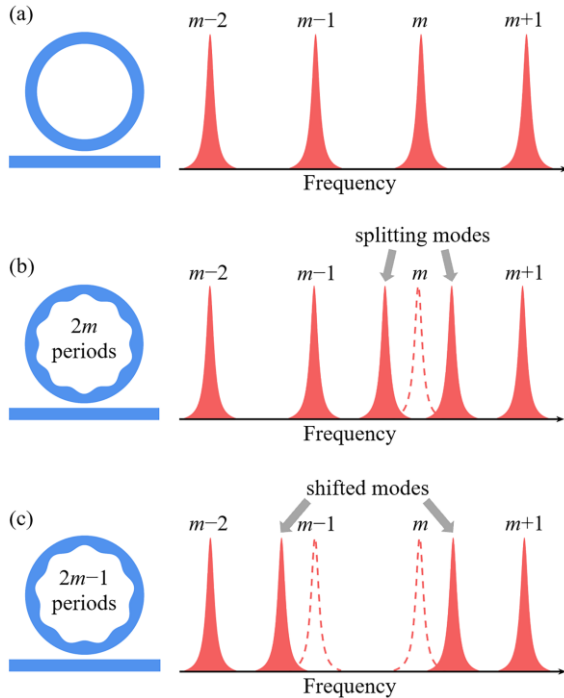 (a)
m−2 m−1 m m+1
Frequency
splitting modes
(b)
m−2 m−1 m m+1
2m
periods
Frequency
shifted modes
(c)
m−2 m−1 m m+1
2m−1
periods
Frequency